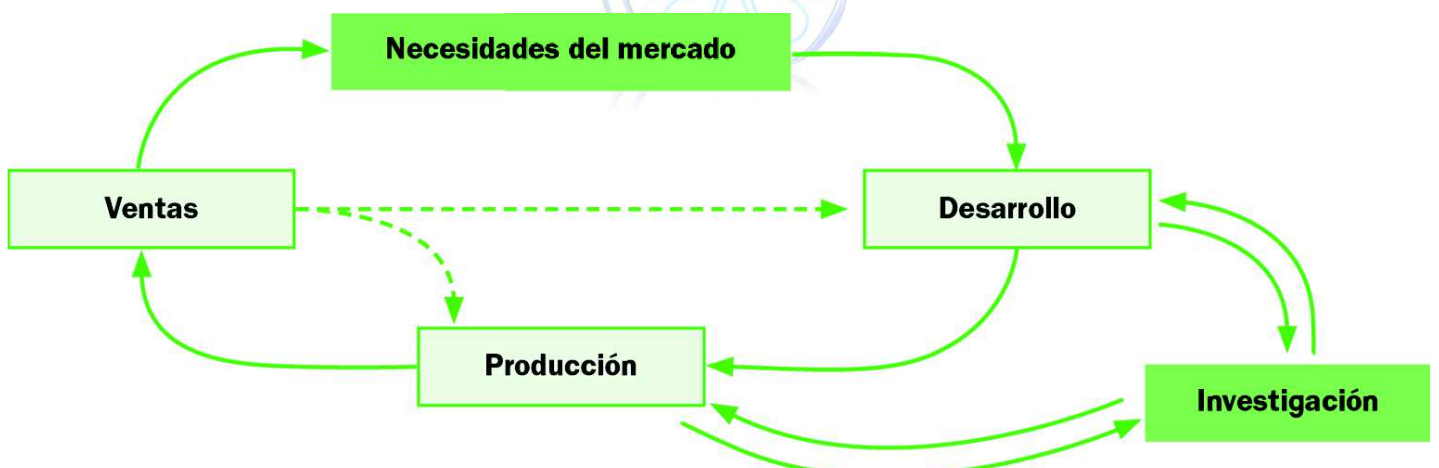 Necesidades del mercado
Ventas
Desarrollo
Producción
Investigación